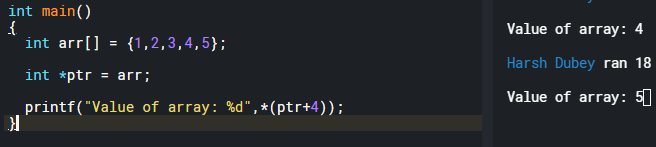 int main()
{
int arr[] = {1,2,3,4,5};
int *ptr = arr;
printf("Value of array: %d",*(ptr+4));
}
Value of array: 4
Harsh Dubey ran 18
Value of array: 5